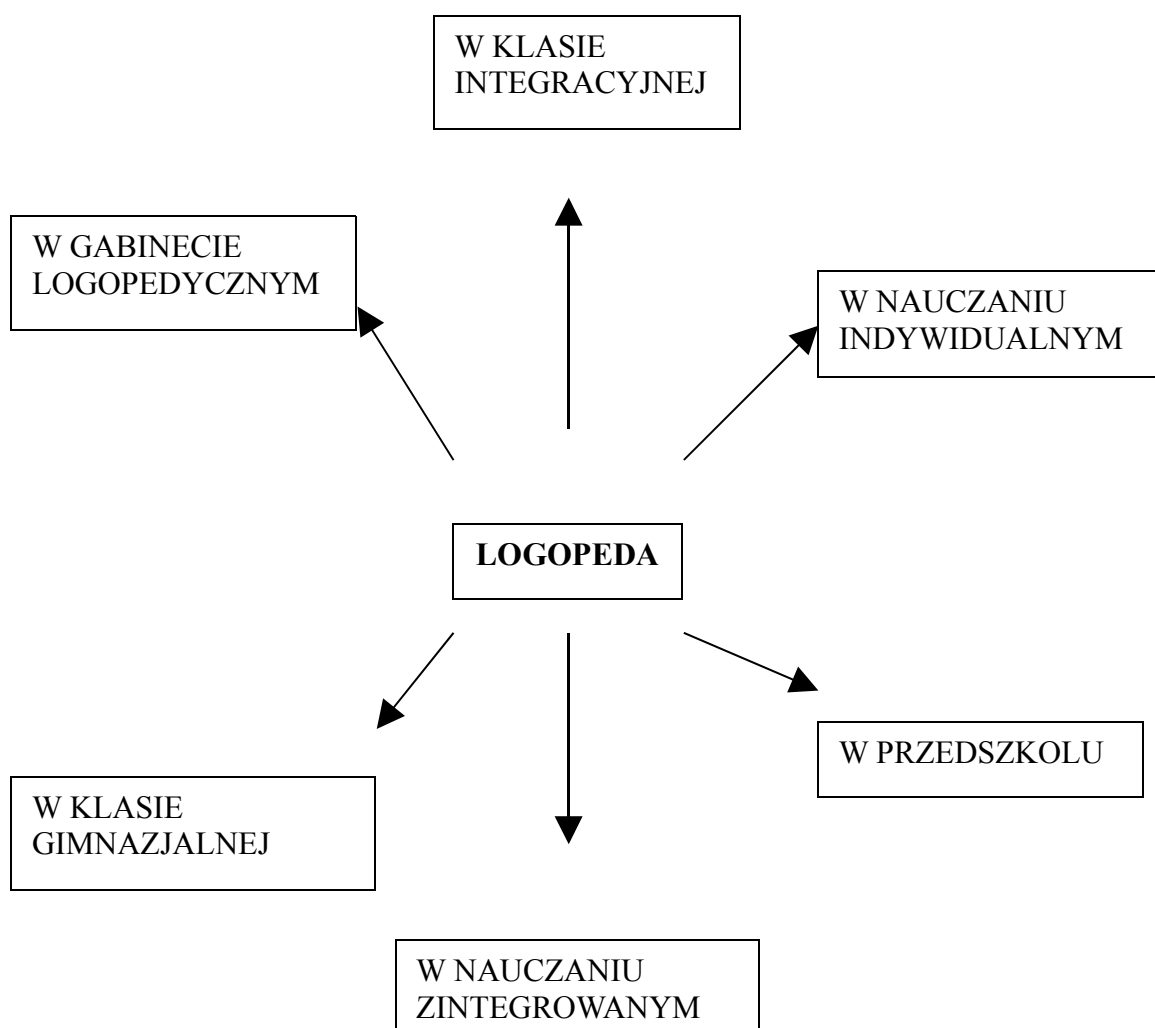 W KLASIE
INTEGRACYJNEJ
W GABINECIE
LOGOPEDYCZNYM
W NAUCZANIU
INDYWIDUALNYM
LOGOPEDA
W PRZEDSZKOLU
W KLASIE
GIMNAZJALNEJ
W NAUCZANIU
ZINTEGROWANYM